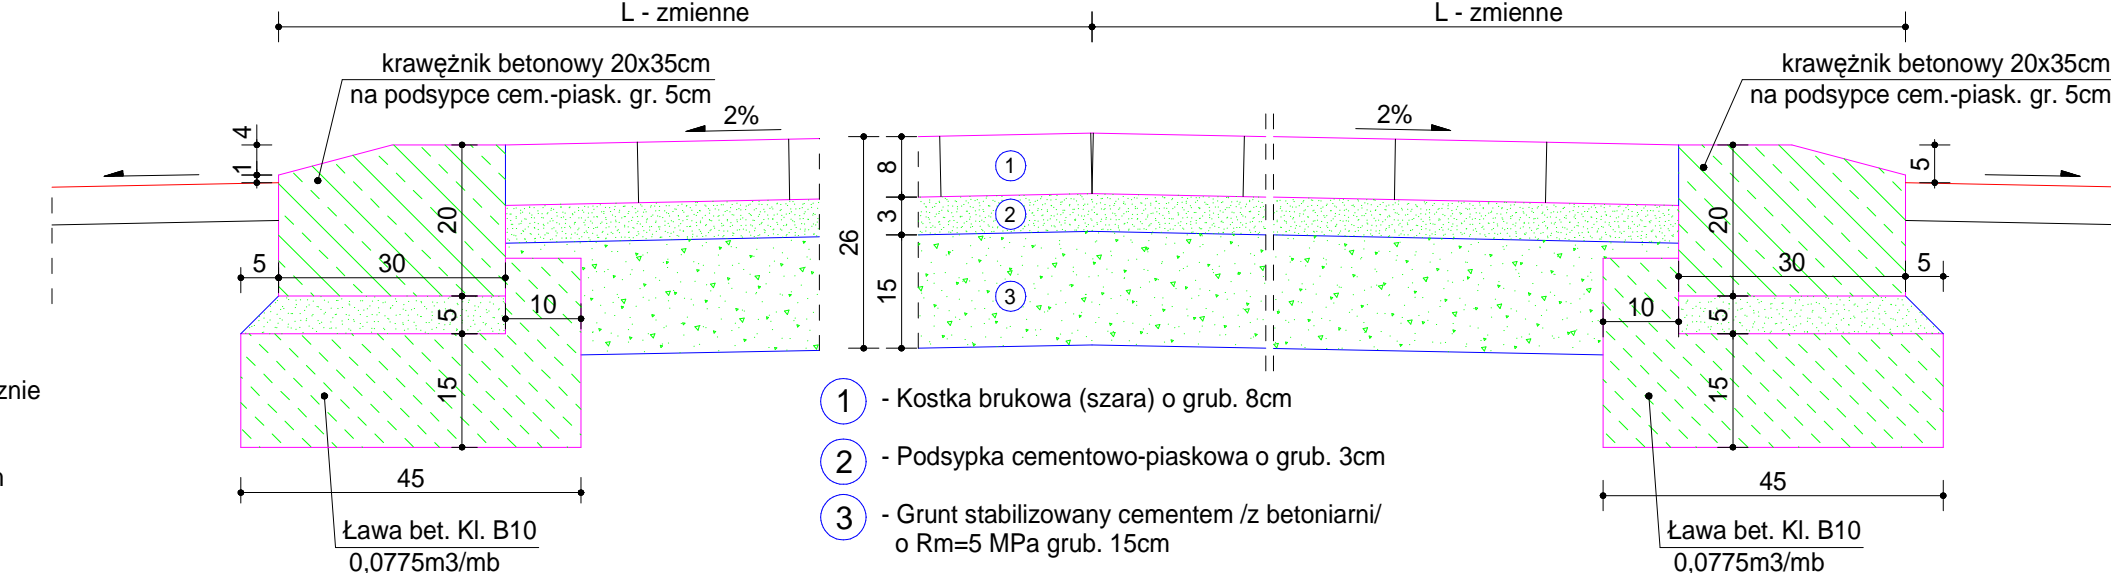 L - zmienne
L - zmienne
krawężnik betonowy 20x35cm
na podsypce cem.-piask. gr. 5cm
krawężnik betonowy 20x35cm
na podsypce cem.-piask. gr. 5cm
2%
2%
4
1
8
3
15
26
5
20
20
5
30
30
5
10
10
5
5
15
15
45
45
1
2
3
znie
1 - Kostka brukowa (szara) o grub. 8cm
2 - Podsypka cementowo-piaskowa o grub. 3cm
3 - Grunt stabilizowany cementem /z betoniarni/
o Rm=5 MPa grub. 15cm
Ława bet. Kl. B10
0,0775m3/mb
Ława bet. Kl. B10
0,0775m3/mb